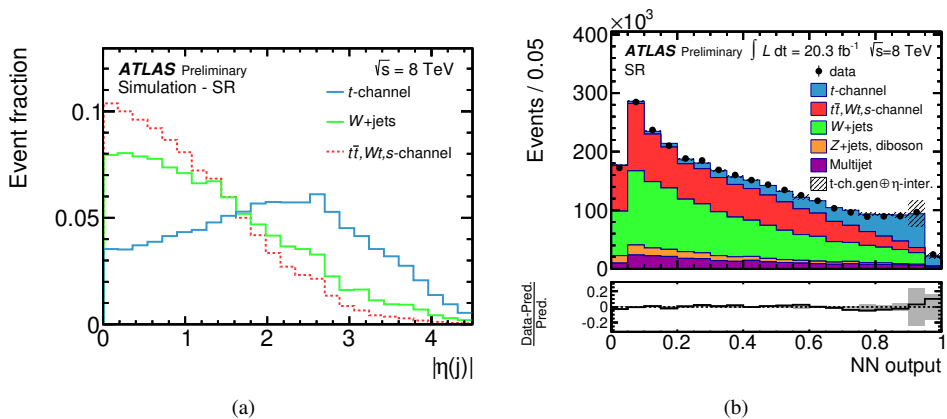 ATLAS Preliminary √s = 8 TeV
Simulation - SR
t-channel
W+jets
tt̄,Wt,s-channel
Event fraction
0.1
0.05
0
0 1 2 3 4
|η(j)|
(a)
×10³
ATLAS Preliminary ∫ L dt = 20.3 fb⁻¹ √s=8 TeV
SR
data
t-channel
tt̄,Wt,s-channel
W+jets
Z+jets, diboson
Multijet
t-ch.gen⊕η-inter.
Events / 0.05
400
300
200
100
0
Data-Pred.
Pred.
0.2
0
-0.2
0 0.2 0.4 0.6 0.8 1
NN output
(b)